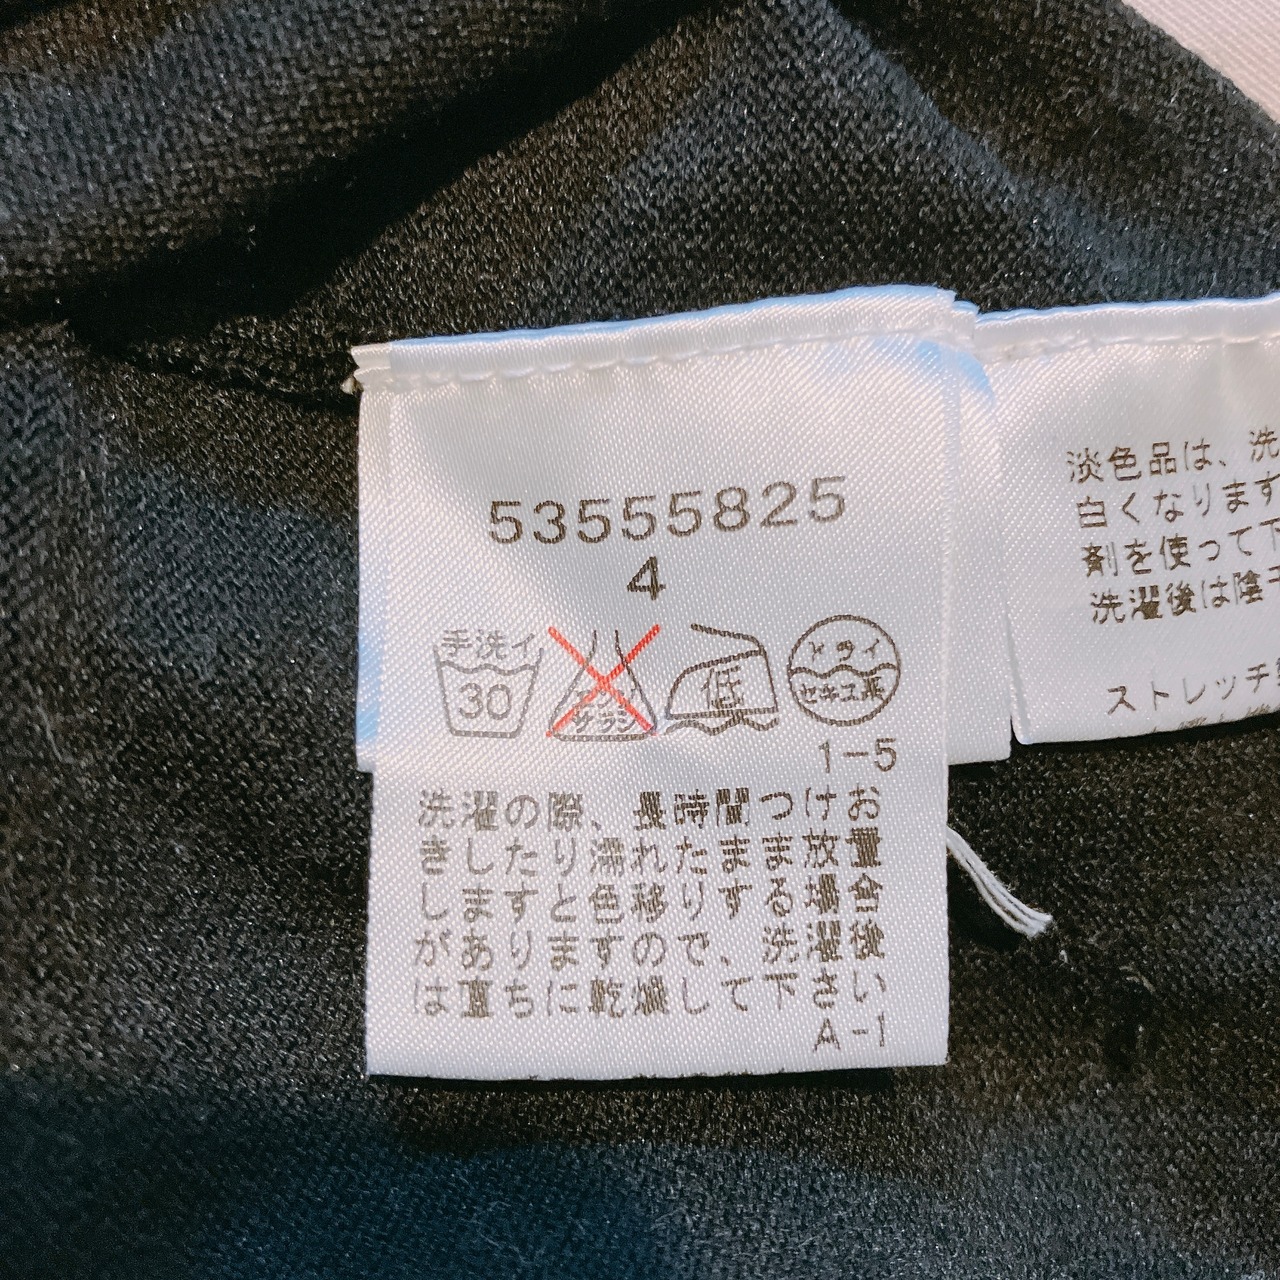 53555825
4
手洗イ
30
サラシ
低
ドライ
セキユ系
1-5
洗濯の際、長時間つけお
きしたり濡れたまま放置
しますと色移りする場合
がありますので、洗濯後
は直ちに乾燥して下さい
A-1
淡色品は、洗
白くなります
剤を使って下
洗濯後は陰干
ストレッチ